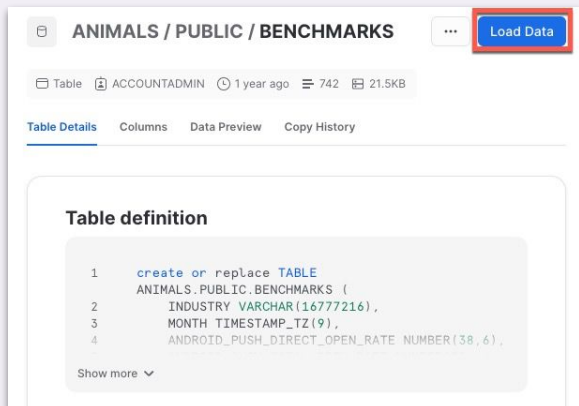 ANIMALS / PUBLIC / BENCHMARKS ... Load Data
Table ACCOUNTADMIN 1 year ago 742 21.5KB
Table Details Columns Data Preview Copy History
Table definition
1 create or replace TABLE
ANIMALS.PUBLIC.BENCHMARKS (
2 INDUSTRY VARCHAR(16777216),
3 MONTH TIMESTAMP_TZ(9),
4 ANDROID_PUSH_DIRECT_OPEN_RATE NUMBER(38,6),
Show more